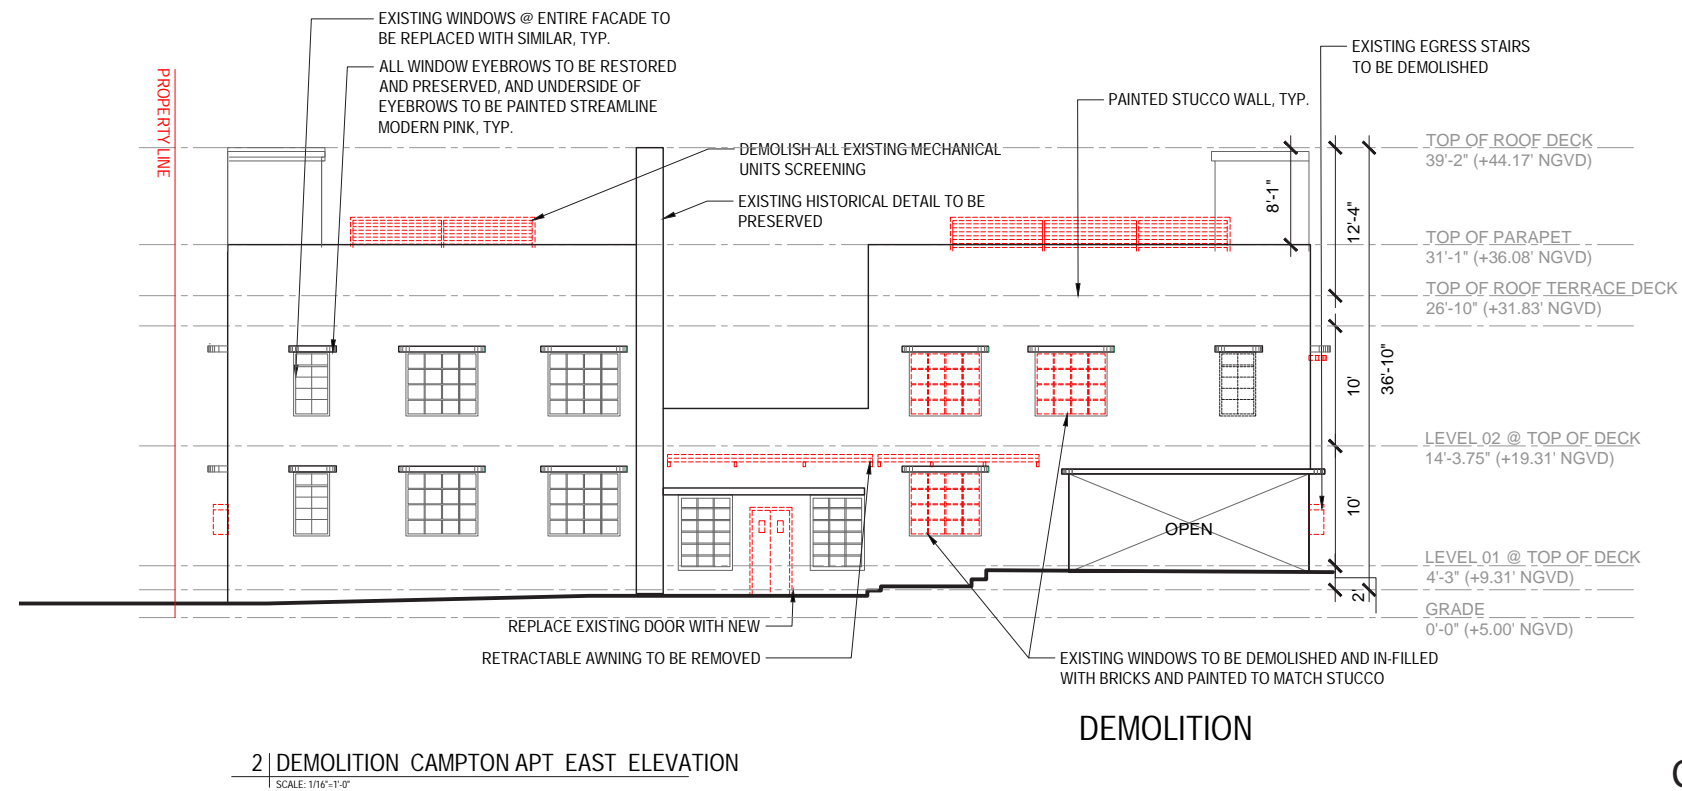 EXISTING WINDOWS @ ENTIRE FACADE TO
BE REPLACED WITH SIMILAR, TYP.
ALL WINDOW EYEBROWS TO BE RESTORED
AND PRESERVED, AND UNDERSIDE OF
EYEBROWS TO BE PAINTED STREAMLINE
MODERN PINK, TYP.
PROPERTY LINE
DEMOLISH ALL EXISTING MECHANICAL
UNITS SCREENING
EXISTING HISTORICAL DETAIL TO BE
PRESERVED
PAINTED STUCCO WALL, TYP.
EXISTING EGRESS STAIRS
TO BE DEMOLISHED
TOP OF ROOF DECK
39'-2" (+44.17' NGVD)
8'-1"
12'-4"
TOP OF PARAPET
31'-1" (+36.08' NGVD)
TOP OF ROOF TERRACE DECK
26'-10" (+31.83' NGVD)
10'
36'-10"
LEVEL 02 @ TOP OF DECK
14'-3.75" (+19.31' NGVD)
10'
OPEN
LEVEL 01 @ TOP OF DECK
4'-3" (+9.31' NGVD)
2'
GRADE
0'-0" (+5.00' NGVD)
REPLACE EXISTING DOOR WITH NEW
RETRACTABLE AWNING TO BE REMOVED
EXISTING WINDOWS TO BE DEMOLISHED AND IN-FILLED
WITH BRICKS AND PAINTED TO MATCH STUCCO
DEMOLITION
2 DEMOLITION CAMPTON APT EAST ELEVATION
SCALE: 1/16"=1'-0"